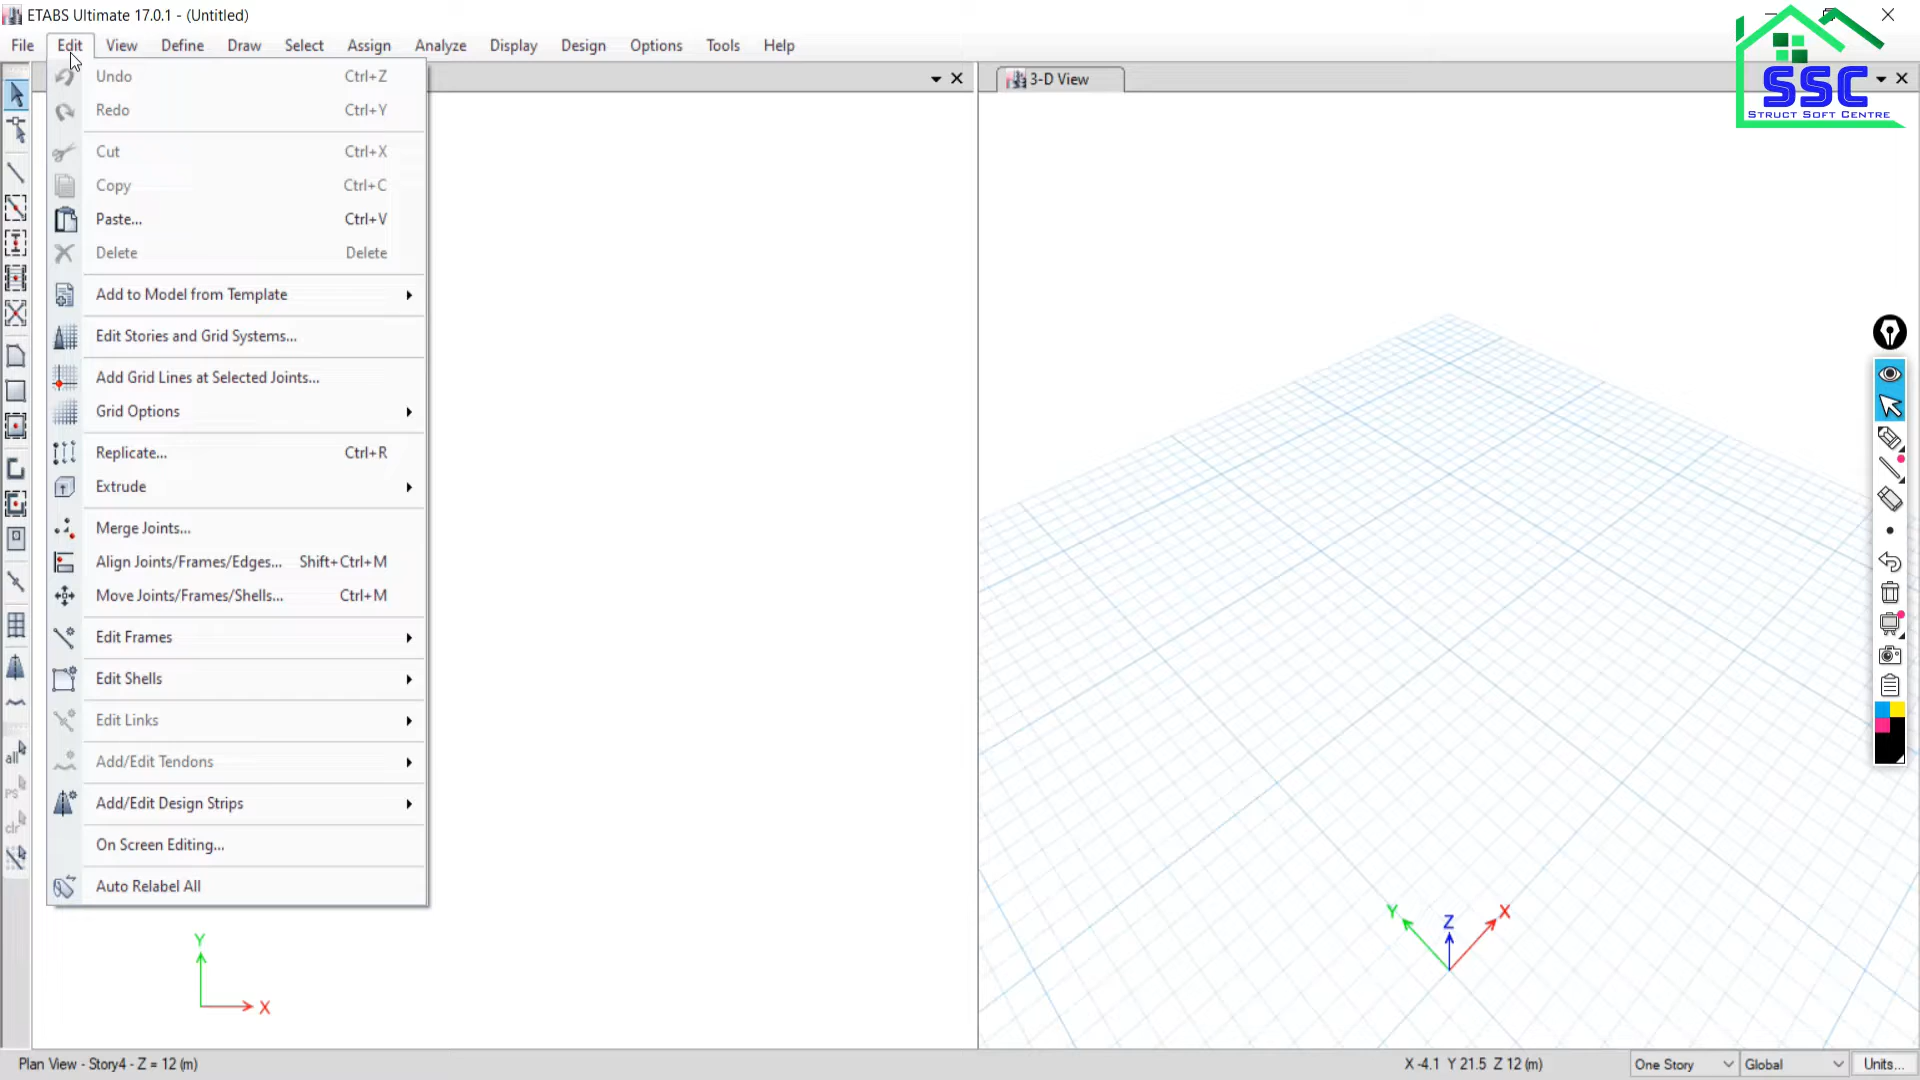 ETABS Ultimate 17.0.1 - (Untitled)
File Edit View Define Draw Select Assign Analyze Display Design Options Tools Help
Undo Ctrl+Z
Redo Ctrl+Y
Cut Ctrl+X
Copy Ctrl+C
Paste... Ctrl+V
Delete Delete
Add to Model from Template
Edit Stories and Grid Systems...
Add Grid Lines at Selected Joints...
Grid Options
Replicate... Ctrl+R
Extrude
Merge Joints...
Align Joints/Frames/Edges... Shift+Ctrl+M
Move Joints/Frames/Shells... Ctrl+M
Edit Frames
Edit Shells
Edit Links
Add/Edit Tendons
Add/Edit Design Strips
On Screen Editing...
Auto Relabel All
all
ps
clr
Y
X
3-D View
SSC
STRUCT SOFT CENTRE
Y
Z
X
Plan View - Story4 - Z = 12 (m)
X -4.1 Y 21.5 Z 12 (m)
One Story
Global
Units...